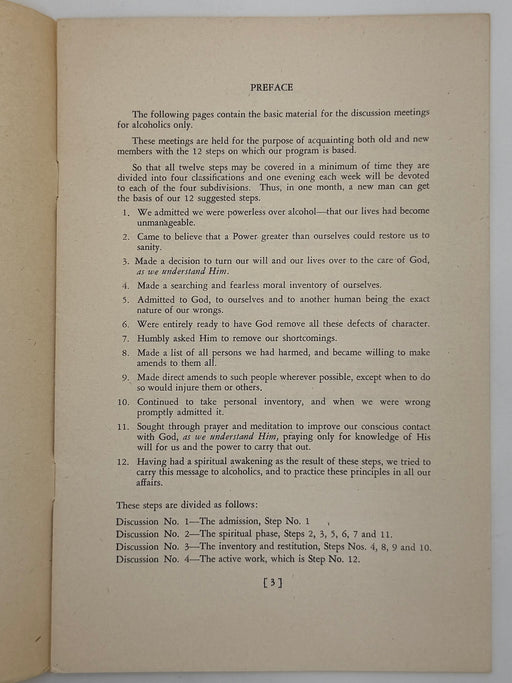 PREFACE
The following pages contain the basic material for the discussion meetings
for alcoholics only.
These meetings are held for the purpose of acquainting both old and new
members with the 12 steps on which our program is based.
So that all twelve steps may be covered in a minimum of time they are
divided into four classifications and one evening each week will be devoted
to each of the four subdivisions. Thus, in one month, a new man can get
the basis of our 12 suggested steps.
1. We admitted we were powerless over alcohol—that our lives had become
unmanageable.
2. Came to believe that a Power greater than ourselves could restore us to
sanity.
3. Made a decision to turn our will and our lives over to the care of God,
as we understand Him.
4. Made a searching and fearless moral inventory of ourselves.
5. Admitted to God, to ourselves and to another human being the exact
nature of our wrongs.
6. Were entirely ready to have God remove all these defects of character.
7. Humbly asked Him to remove our shortcomings.
8. Made a list of all persons we had harmed, and became willing to make
amends to them all.
9. Made direct amends to such people wherever possible, except when to do
so would injure them or others.
10. Continued to take personal inventory, and when we were wrong
promptly admitted it.
11. Sought through prayer and meditation to improve our conscious contact
with God, as we understand Him, praying only for knowledge of His
will for us and the power to carry that out.
12. Having had a spiritual awakening as the result of these steps, we tried to
carry this message to alcoholics, and to practice these principles in all our
affairs.
These steps are divided as follows:
Discussion No. 1—The admission, Step No. 1
Discussion No. 2—The spiritual phase, Steps 2, 3, 5, 6, 7 and 11.
Discussion No. 3—The inventory and restitution, Steps Nos. 4, 8, 9 and 10.
Discussion No. 4—The active work, which is Step No. 12.
[ 3 ]